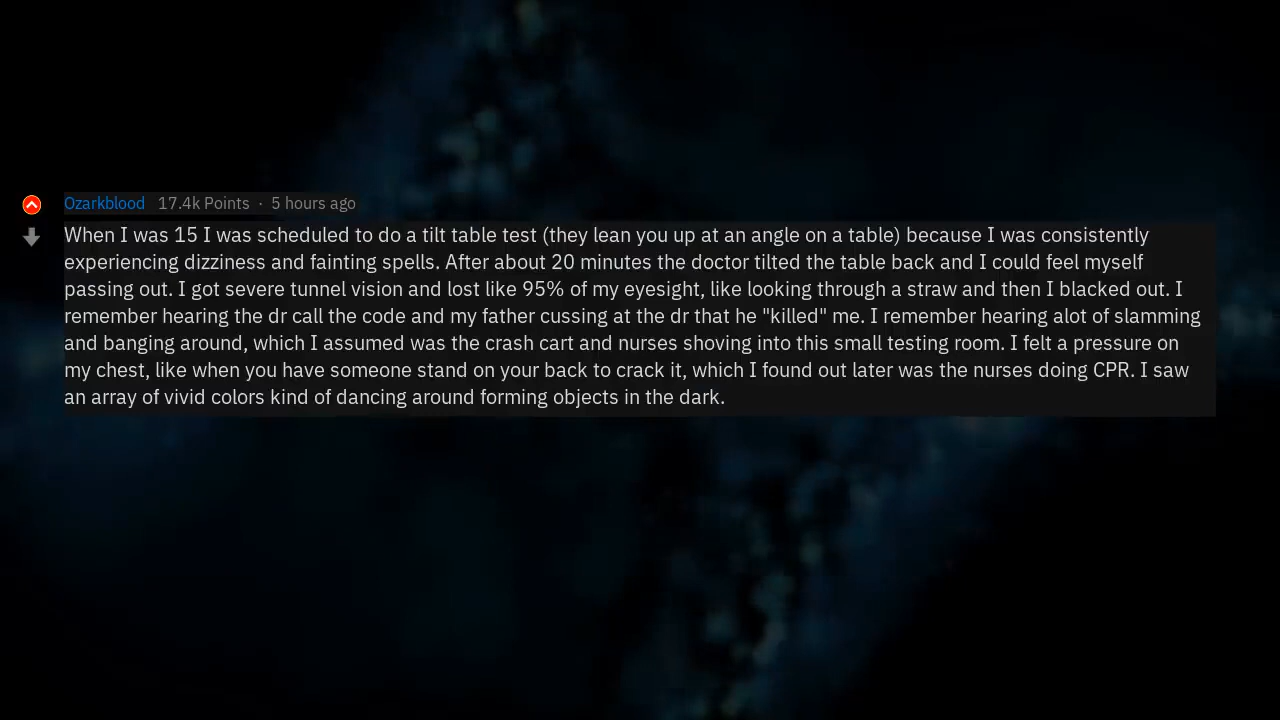 Ozarkblood 17.4k Points · 5 hours ago
When I was 15 I was scheduled to do a tilt table test (they lean you up at an angle on a table) because I was consistently
experiencing dizziness and fainting spells. After about 20 minutes the doctor tilted the table back and I could feel myself
passing out. I got severe tunnel vision and lost like 95% of my eyesight, like looking through a straw and then I blacked out. I
remember hearing the dr call the code and my father cussing at the dr that he "killed" me. I remember hearing alot of slamming
and banging around, which I assumed was the crash cart and nurses shoving into this small testing room. I felt a pressure on
my chest, like when you have someone stand on your back to crack it, which I found out later was the nurses doing CPR. I saw
an array of vivid colors kind of dancing around forming objects in the dark.